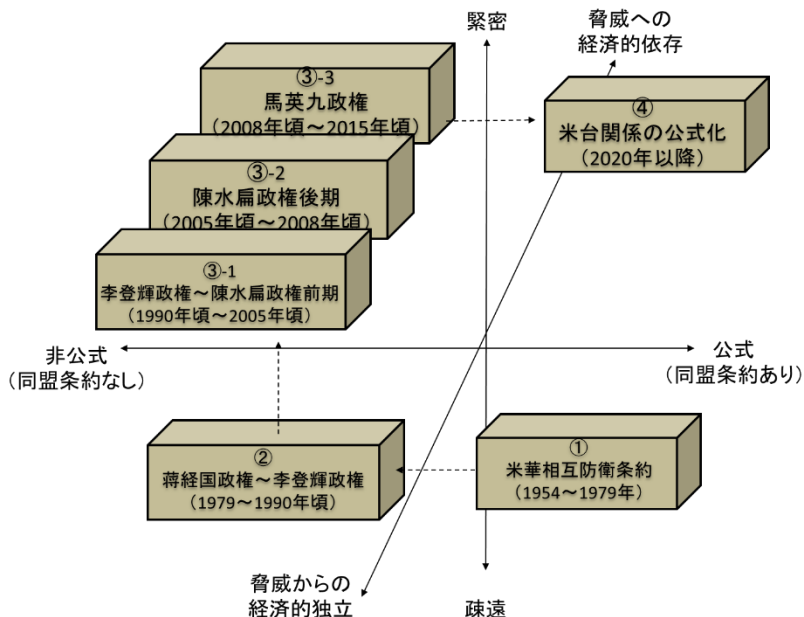 緊密
脅威への
経済的依存
③-3
馬英九政権
(2008年頃～2015年頃)
④
米台関係の公式化
(2020年以降)
③-2
陳水扁政権後期
(2005年頃～2008年頃)
③-1
李登輝政権～陳水扁政権前期
(1990年頃～2005年頃)
非公式
(同盟条約なし)
公式
(同盟条約あり)
②
蒋経国政権～李登輝政権
(1979～1990年頃)
①
米華相互防衛条約
(1954～1979年)
脅威からの
経済的独立
疎遠